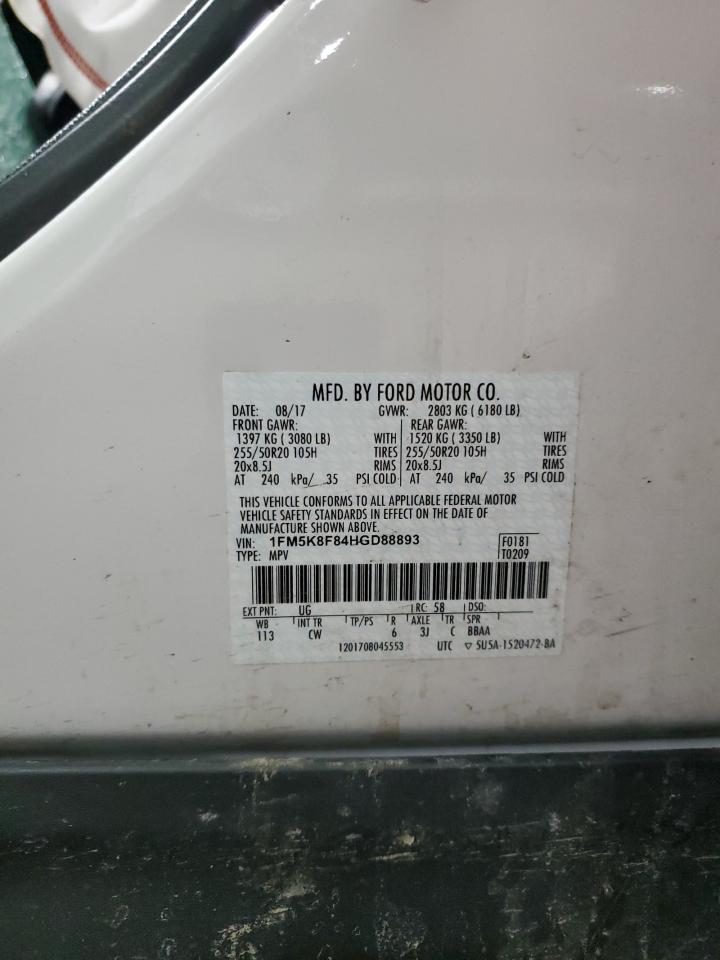 MFD. BY FORD MOTOR CO.
DATE: 08/17 GVWR: 2803 KG ( 6180 LB)
FRONT GAWR: REAR GAWR:
1397 KG ( 3080 LB) WITH 1520 KG ( 3350 LB) WITH
255/50R20 105H TIRES 255/50R20 105H TIRES
20x8.5J RIMS 20x8.5J RIMS
AT 240 kPa/ 35 PSI COLD AT 240 kPa/ 35 PSI COLD
THIS VEHICLE CONFORMS TO ALL APPLICABLE FEDERAL MOTOR
VEHICLE SAFETY STANDARDS IN EFFECT ON THE DATE OF
MANUFACTURE SHOWN ABOVE.
VIN: 1FM5K8F84HGD88893 F0181
TYPE: MPV T0209
EXT PNT: UG RC: 58 DSO:
WB INT TR TP/PS R AXLE TR SPR
113 CW 6 3J C BBAA
1201708045553 UTC ▽ 5U5A-1520472-BA